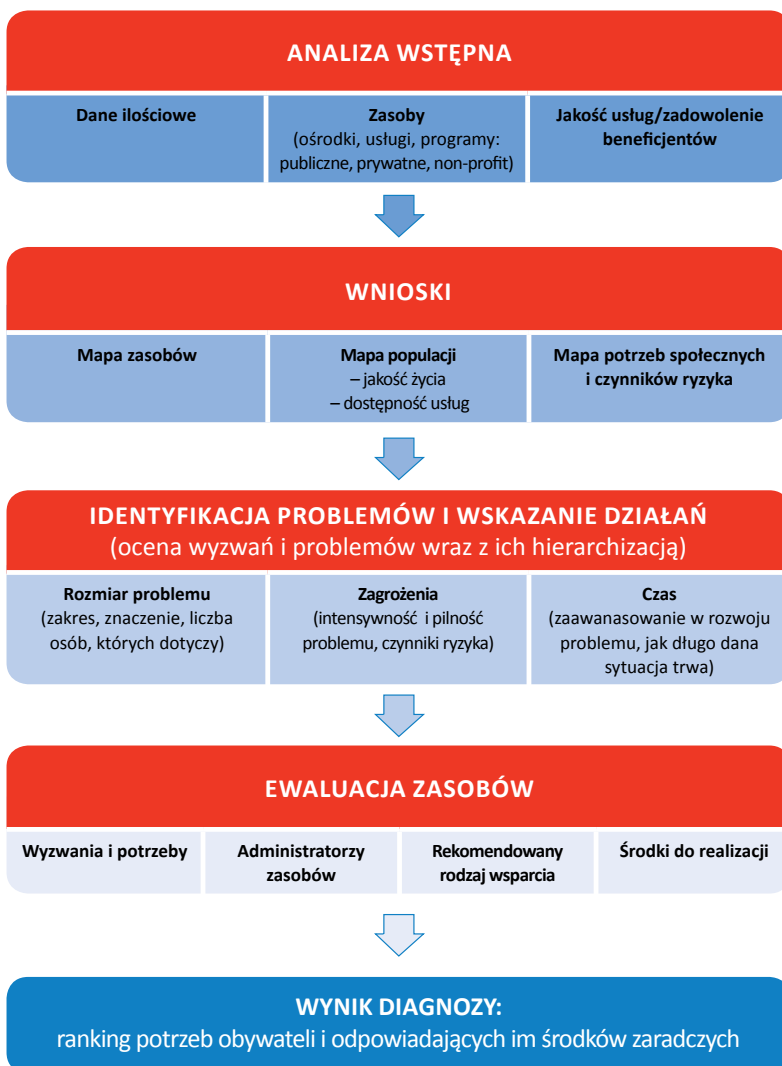 ANALIZA WSTĘPNA
Dane ilościowe
Zasoby
(ośrodki, usługi, programy:
publiczne, prywatne, non-profit)
Jakość usług/zadowolenie
beneficjentów
WNIOSKI
Mapa zasobów
Mapa populacji
– jakość życia
– dostępność usług
Mapa potrzeb społecznych
i czynników ryzyka
IDENTYFIKACJA PROBLEMÓW I WSKAZANIE DZIAŁAŃ
(ocena wyzwań i problemów wraz z ich hierarchizacją)
Rozmiar problemu
(zakres, znaczenie, liczba
osób, których dotyczy)
Zagrożenia
(intensywność i pilność
problemu, czynniki ryzyka)
Czas
(zaawanasowanie w rozwoju
problemu, jak długo dana
sytuacja trwa)
EWALUACJA ZASOBÓW
Wyzwania i potrzeby
Administratorzy
zasobów
Rekomendowany
rodzaj wsparcia
Środki do realizacji
WYNIK DIAGNOZY:
ranking potrzeb obywateli i odpowiadających im środków zaradczych